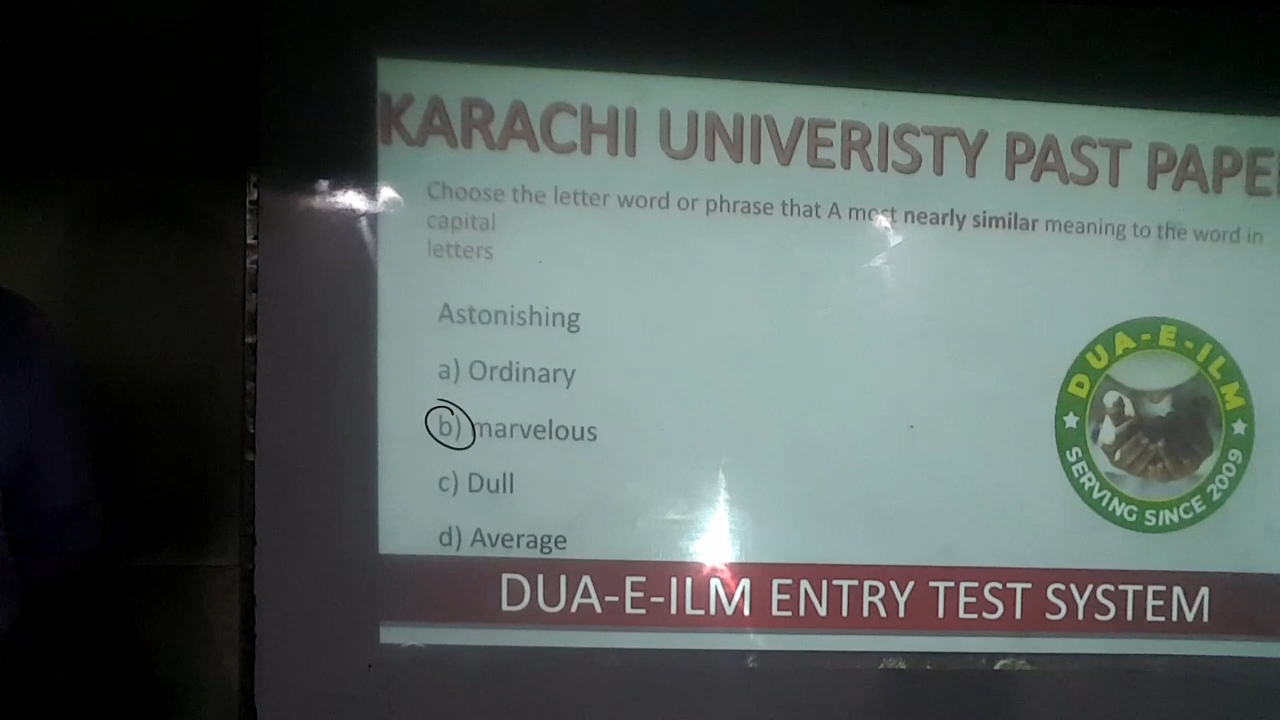 KARACHI UNIVERISTY PAST PAPE
Choose the letter word or phrase that A most nearly similar meaning to the word in
capital
letters
Astonishing
a) Ordinary
b) marvelous
c) Dull
d) Average
DUA-E-ILM
SERVING SINCE 2009
DUA-E-ILM ENTRY TEST SYSTEM